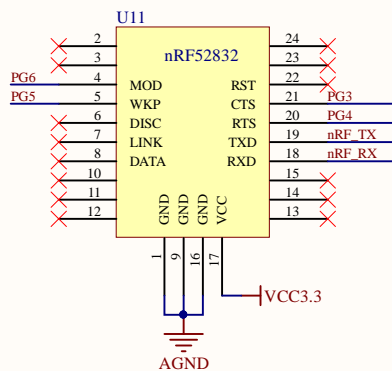 U11
nRF52832
2 24
3 23
PG6 4 MOD RST 22
PG5 5 WKP CTS 21 PG3
6 DISC RTS 20 PG4
7 LINK TXD 19 nRF_TX
8 DATA RXD 18 nRF_RX
10 15
11 14
12 13
GND GND GND VCC
1 9 16 17
VCC3.3
AGND